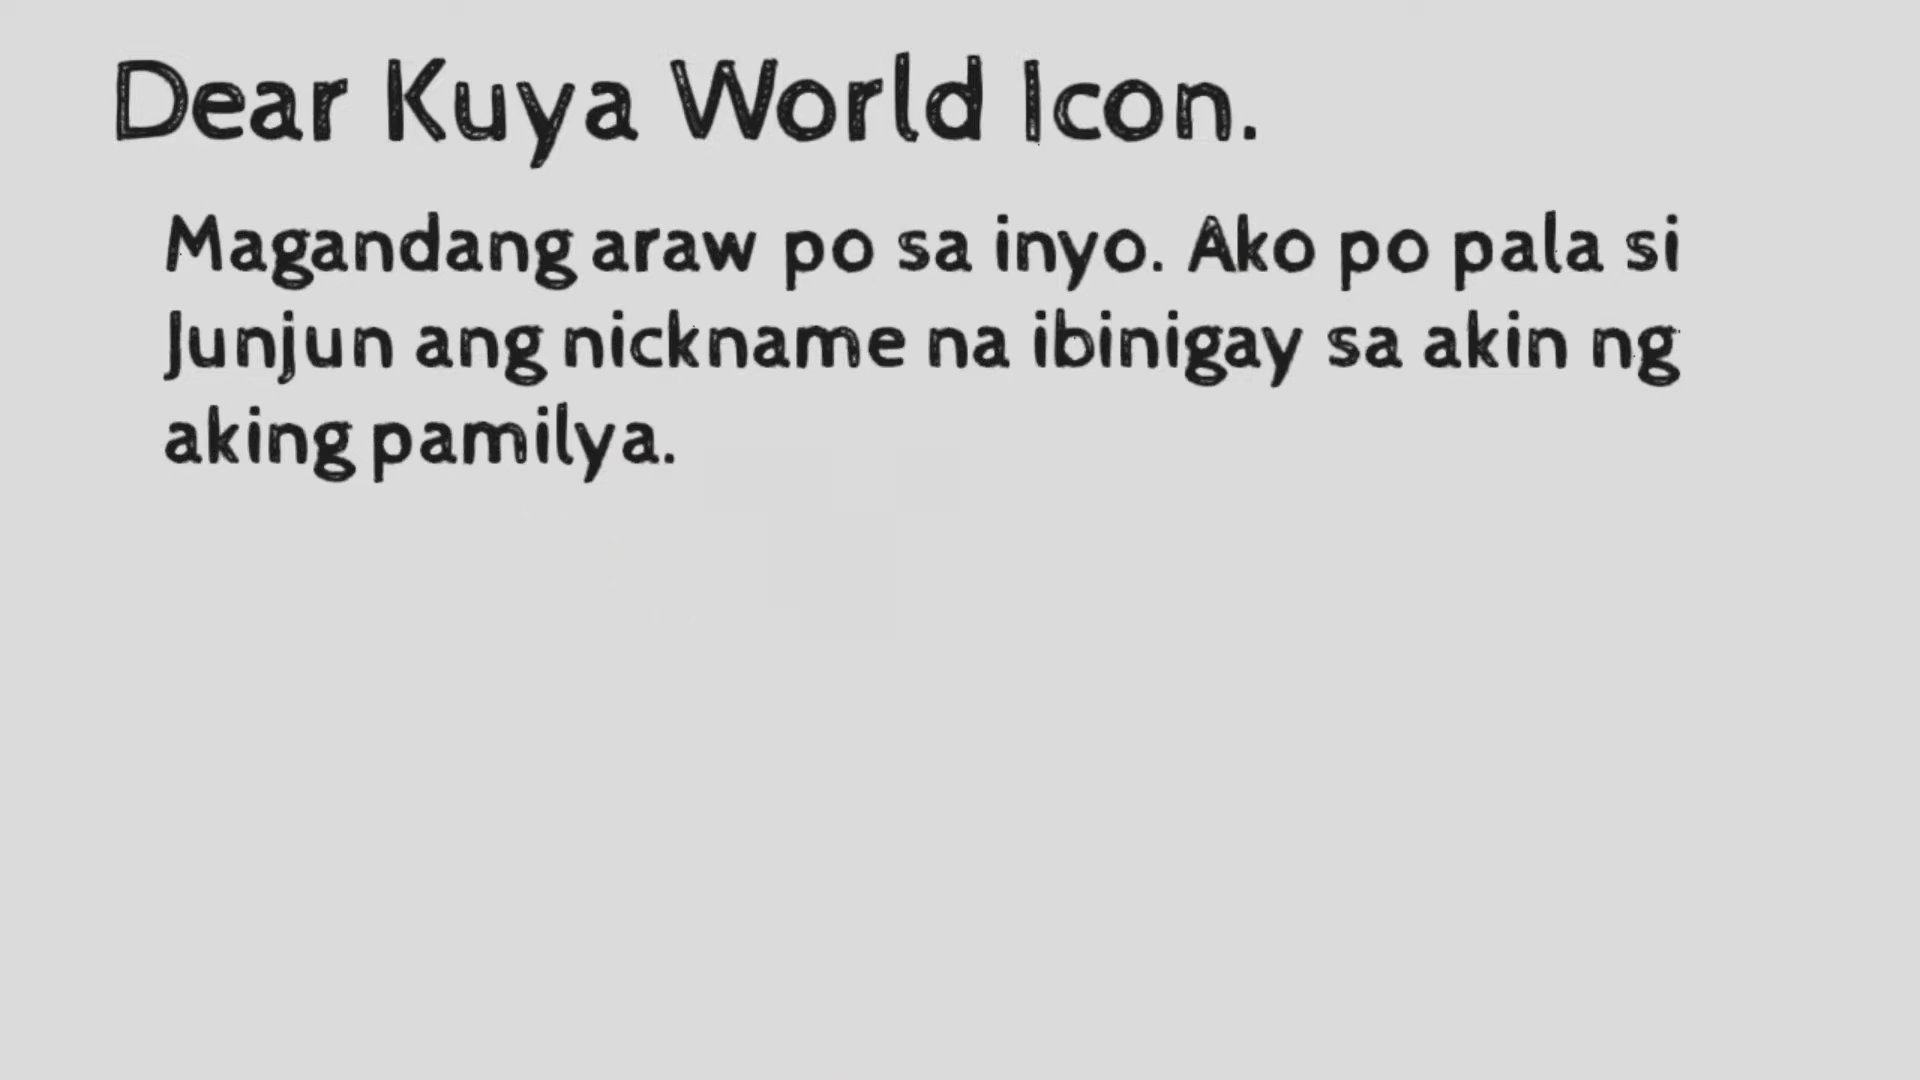 Dear Kuya World Icon.
Magandang araw po sa inyo. Ako po pala si
Junjun ang nickname na ibinigay sa akin ng
aking pamilya.